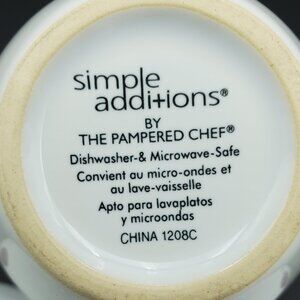 simple
additions®
BY
THE PAMPERED CHEF®
Dishwasher-& Microwave-Safe
Convient au micro-ondes et
au lave-vaisselle
Apto para lavaplatos
y microondas
CHINA 1208C